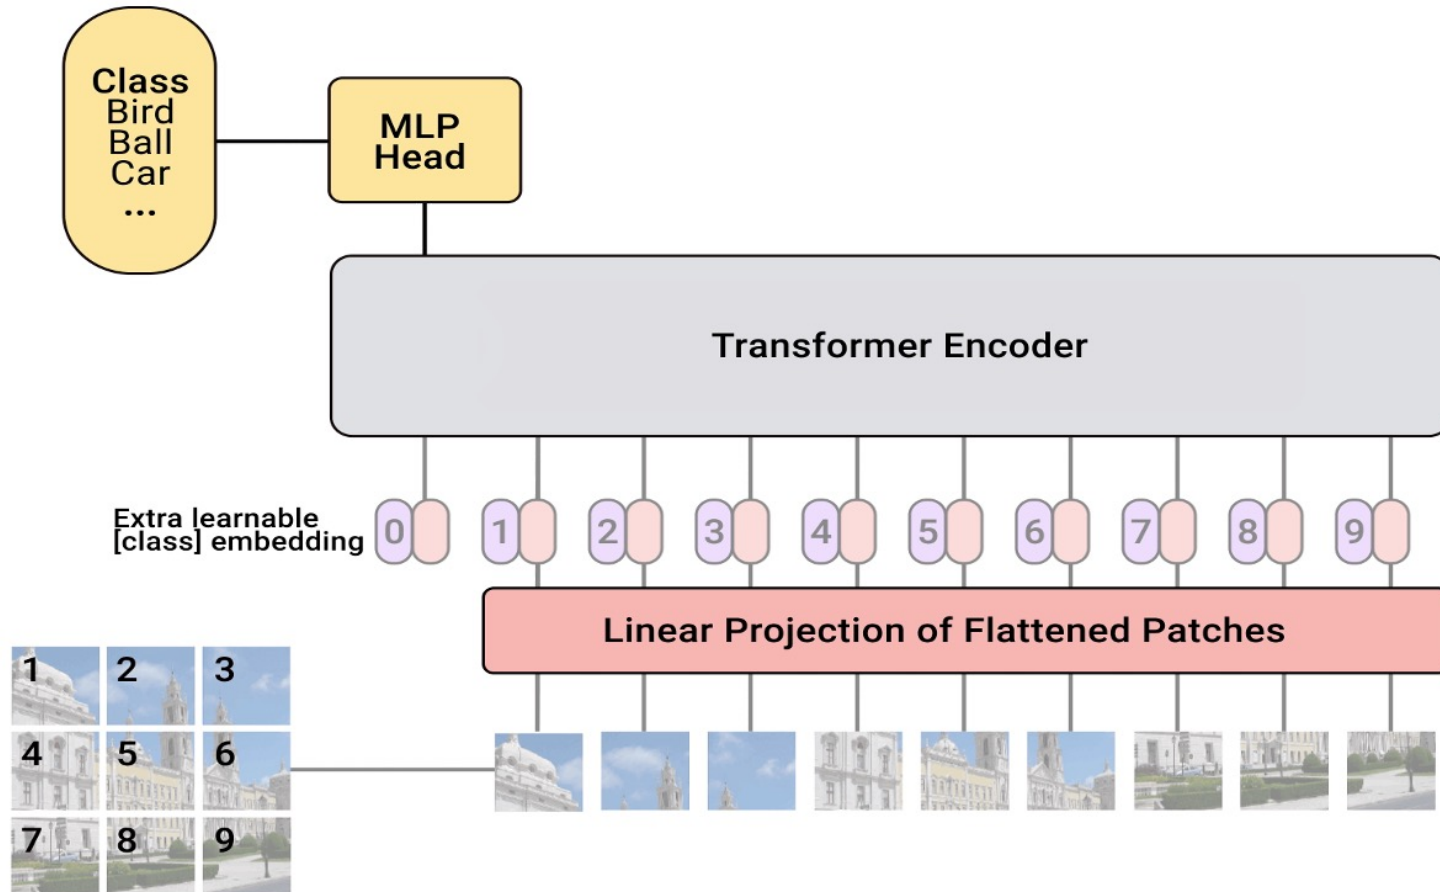 Class
Bird
Ball
Car
...
MLP
Head
Transformer Encoder
Extra learnable
[class] embedding
0 1 2 3 4 5 6 7 8 9
Linear Projection of Flattened Patches
1 2 3
4 5 6
7 8 9